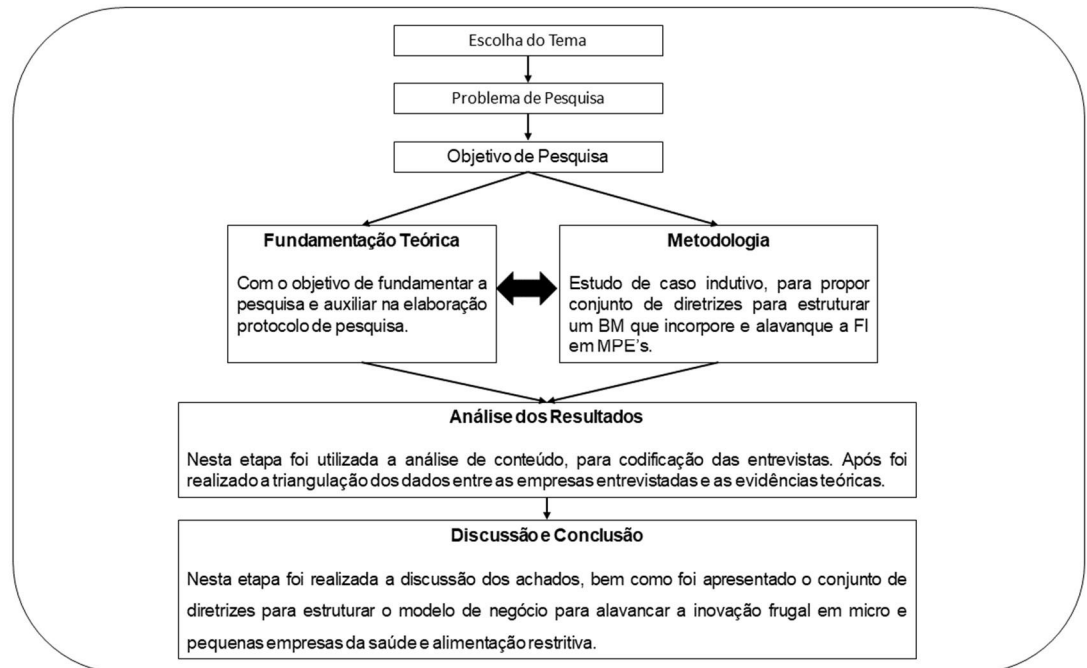 Escolha do Tema
Problema de Pesquisa
Objetivo de Pesquisa
Fundamentação Teórica
Com o objetivo de fundamentar a
pesquisa e auxiliar na elaboração
protocolo de pesquisa.
Metodologia
Estudo de caso indutivo, para propor
conjunto de diretrizes para estruturar
um BM que incorpore e alavanque a FI
em MPE's.
Análise dos Resultados
Nesta etapa foi utilizada a análise de conteúdo, para codificação das entrevistas. Após foi
realizado a triangulação dos dados entre as empresas entrevistadas e as evidências teóricas.
Discussão e Conclusão
Nesta etapa foi realizada a discussão dos achados, bem como foi apresentado o conjunto de
diretrizes para estruturar o modelo de negócio para alavancar a inovação frugal em micro e
pequenas empresas da saúde e alimentação restritiva.